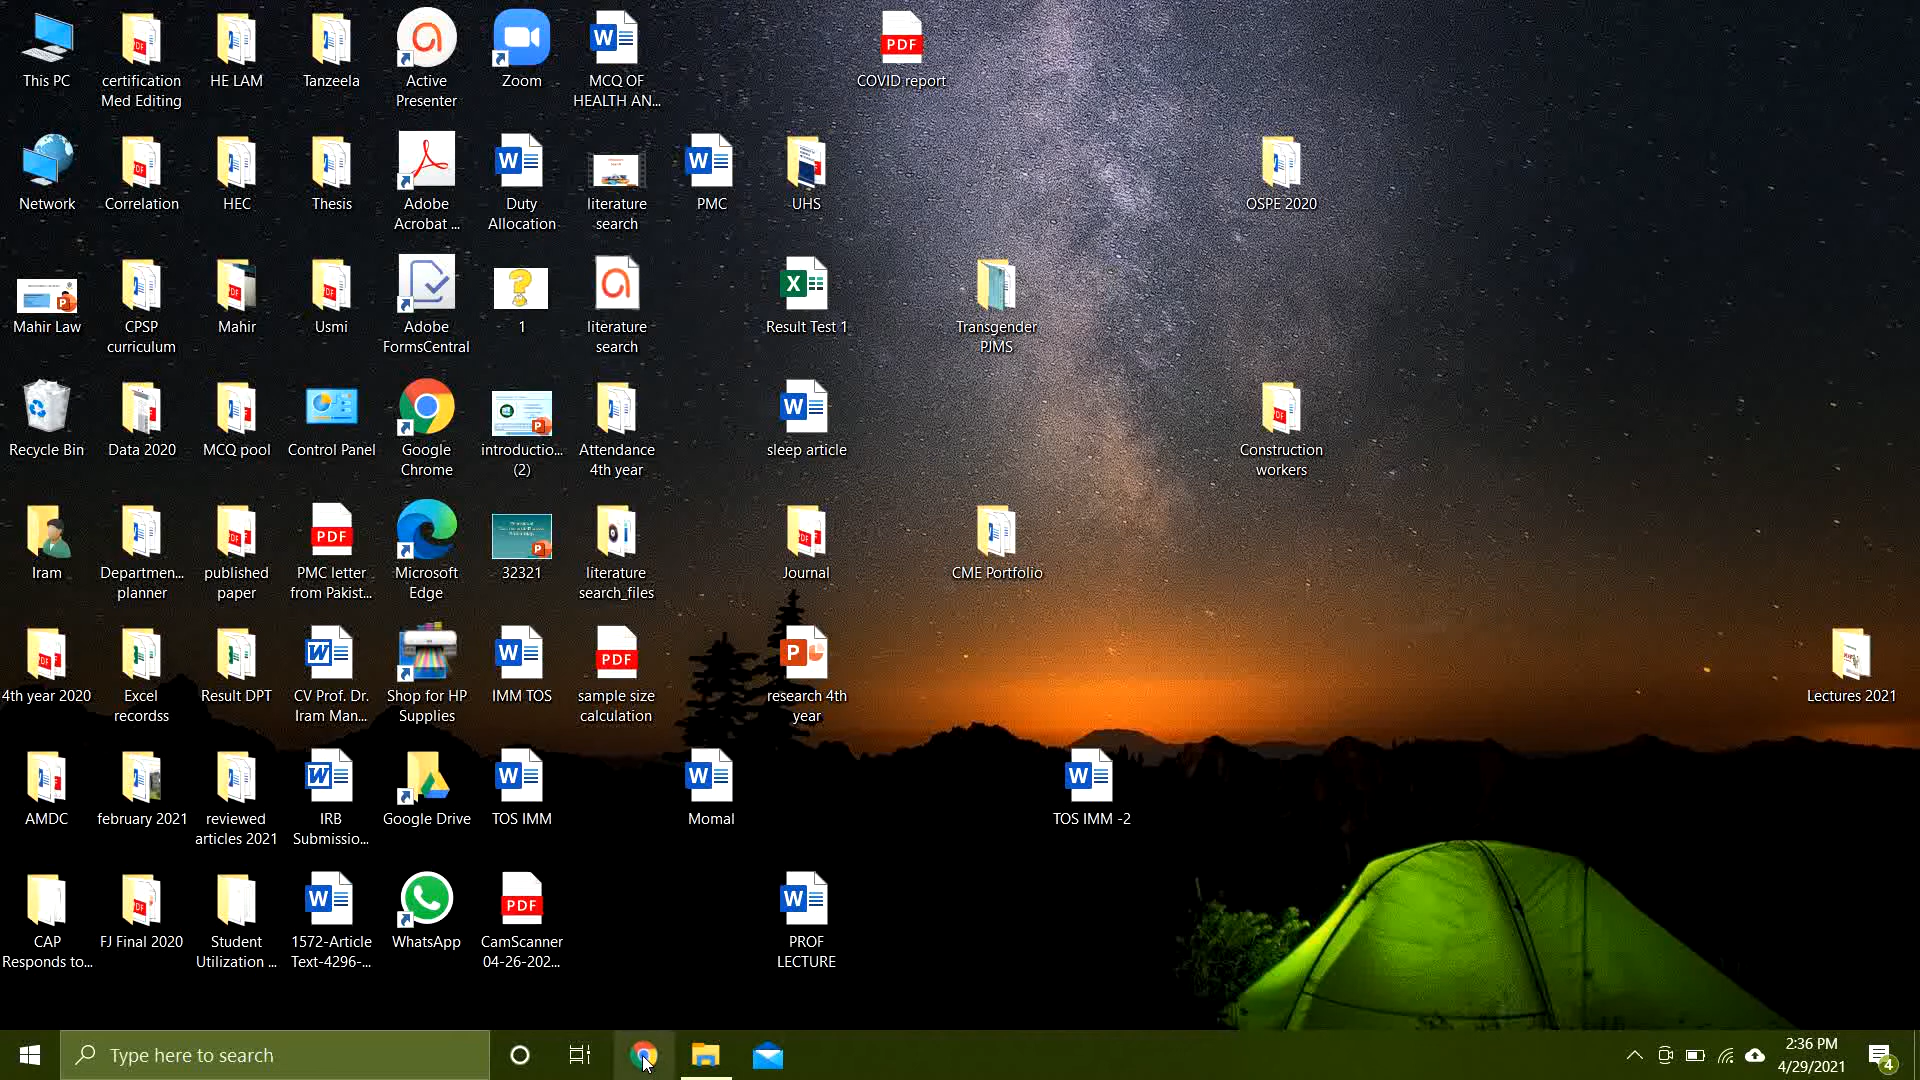 This PC
certification
Med Editing
HE LAM
Tanzeela
Active
Presenter
Zoom
MCQ OF
HEALTH AN...
COVID report
Network
Correlation
HEC
Thesis
Adobe
Acrobat ...
Duty
Allocation
literature
search
PMC
UHS
OSPE 2020
Mahir Law
CPSP
curriculum
Mahir
Usmi
Adobe
FormsCentral
1
literature
search
Result Test 1
Transgender
PJMS
Recycle Bin
Data 2020
MCQ pool
Control Panel
Google
Chrome
introductio...
(2)
Attendance
4th year
sleep article
Construction
workers
Iram
Departmen...
planner
published
paper
PMC letter
from Pakist...
Microsoft
Edge
32321
literature
search_files
Journal
CME Portfolio
4th year 2020
Excel
recordss
Result DPT
CV Prof. Dr.
Iram Man...
Shop for HP
Supplies
IMM TOS
sample size
calculation
research 4th
year
Lectures 2021
AMDC
february 2021
reviewed
articles 2021
IRB
Submissio...
Google Drive
TOS IMM
Momal
TOS IMM -2
CAP
Responds to...
FJ Final 2020
Student
Utilization ...
1572-Article
Text-4296-...
WhatsApp
CamScanner
04-26-202...
PROF
LECTURE
Type here to search
2:36 PM
4/29/2021
4